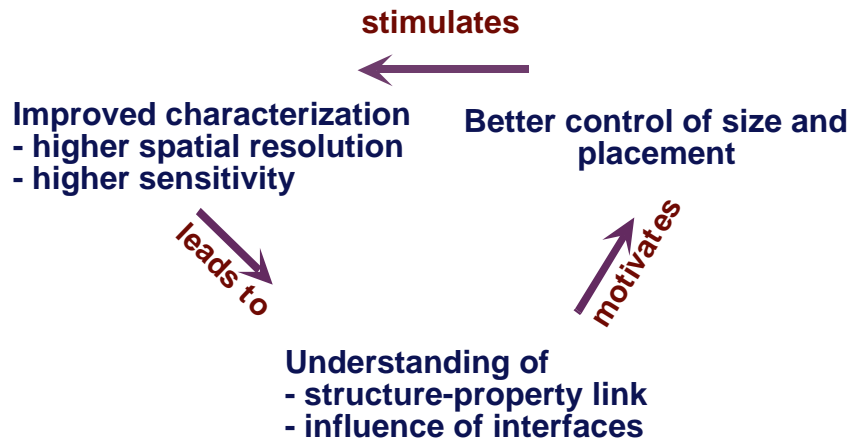 stimulates
Improved characterization
- higher spatial resolution
- higher sensitivity
Better control of size and
placement
leads to
motivates
Understanding of
- structure-property link
- influence of interfaces